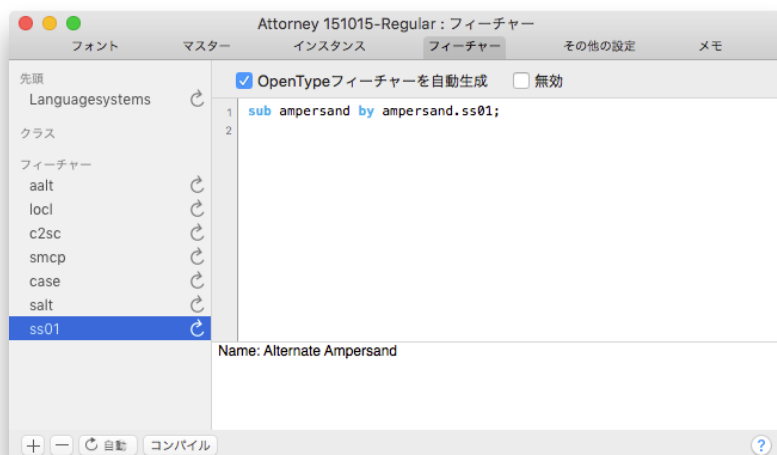 Attorney 151015-Regular : フィーチャー
フォント マスター インスタンス フィーチャー その他の設定 メモ
先頭
Languagesystems
クラス
フィーチャー
aalt
locl
c2sc
smcp
case
salt
ss01
OpenTypeフィーチャーを自動生成 無効
1 sub ampersand by ampersand.ss01;
2
Name: Alternate Ampersand
自動 コンパイル
?